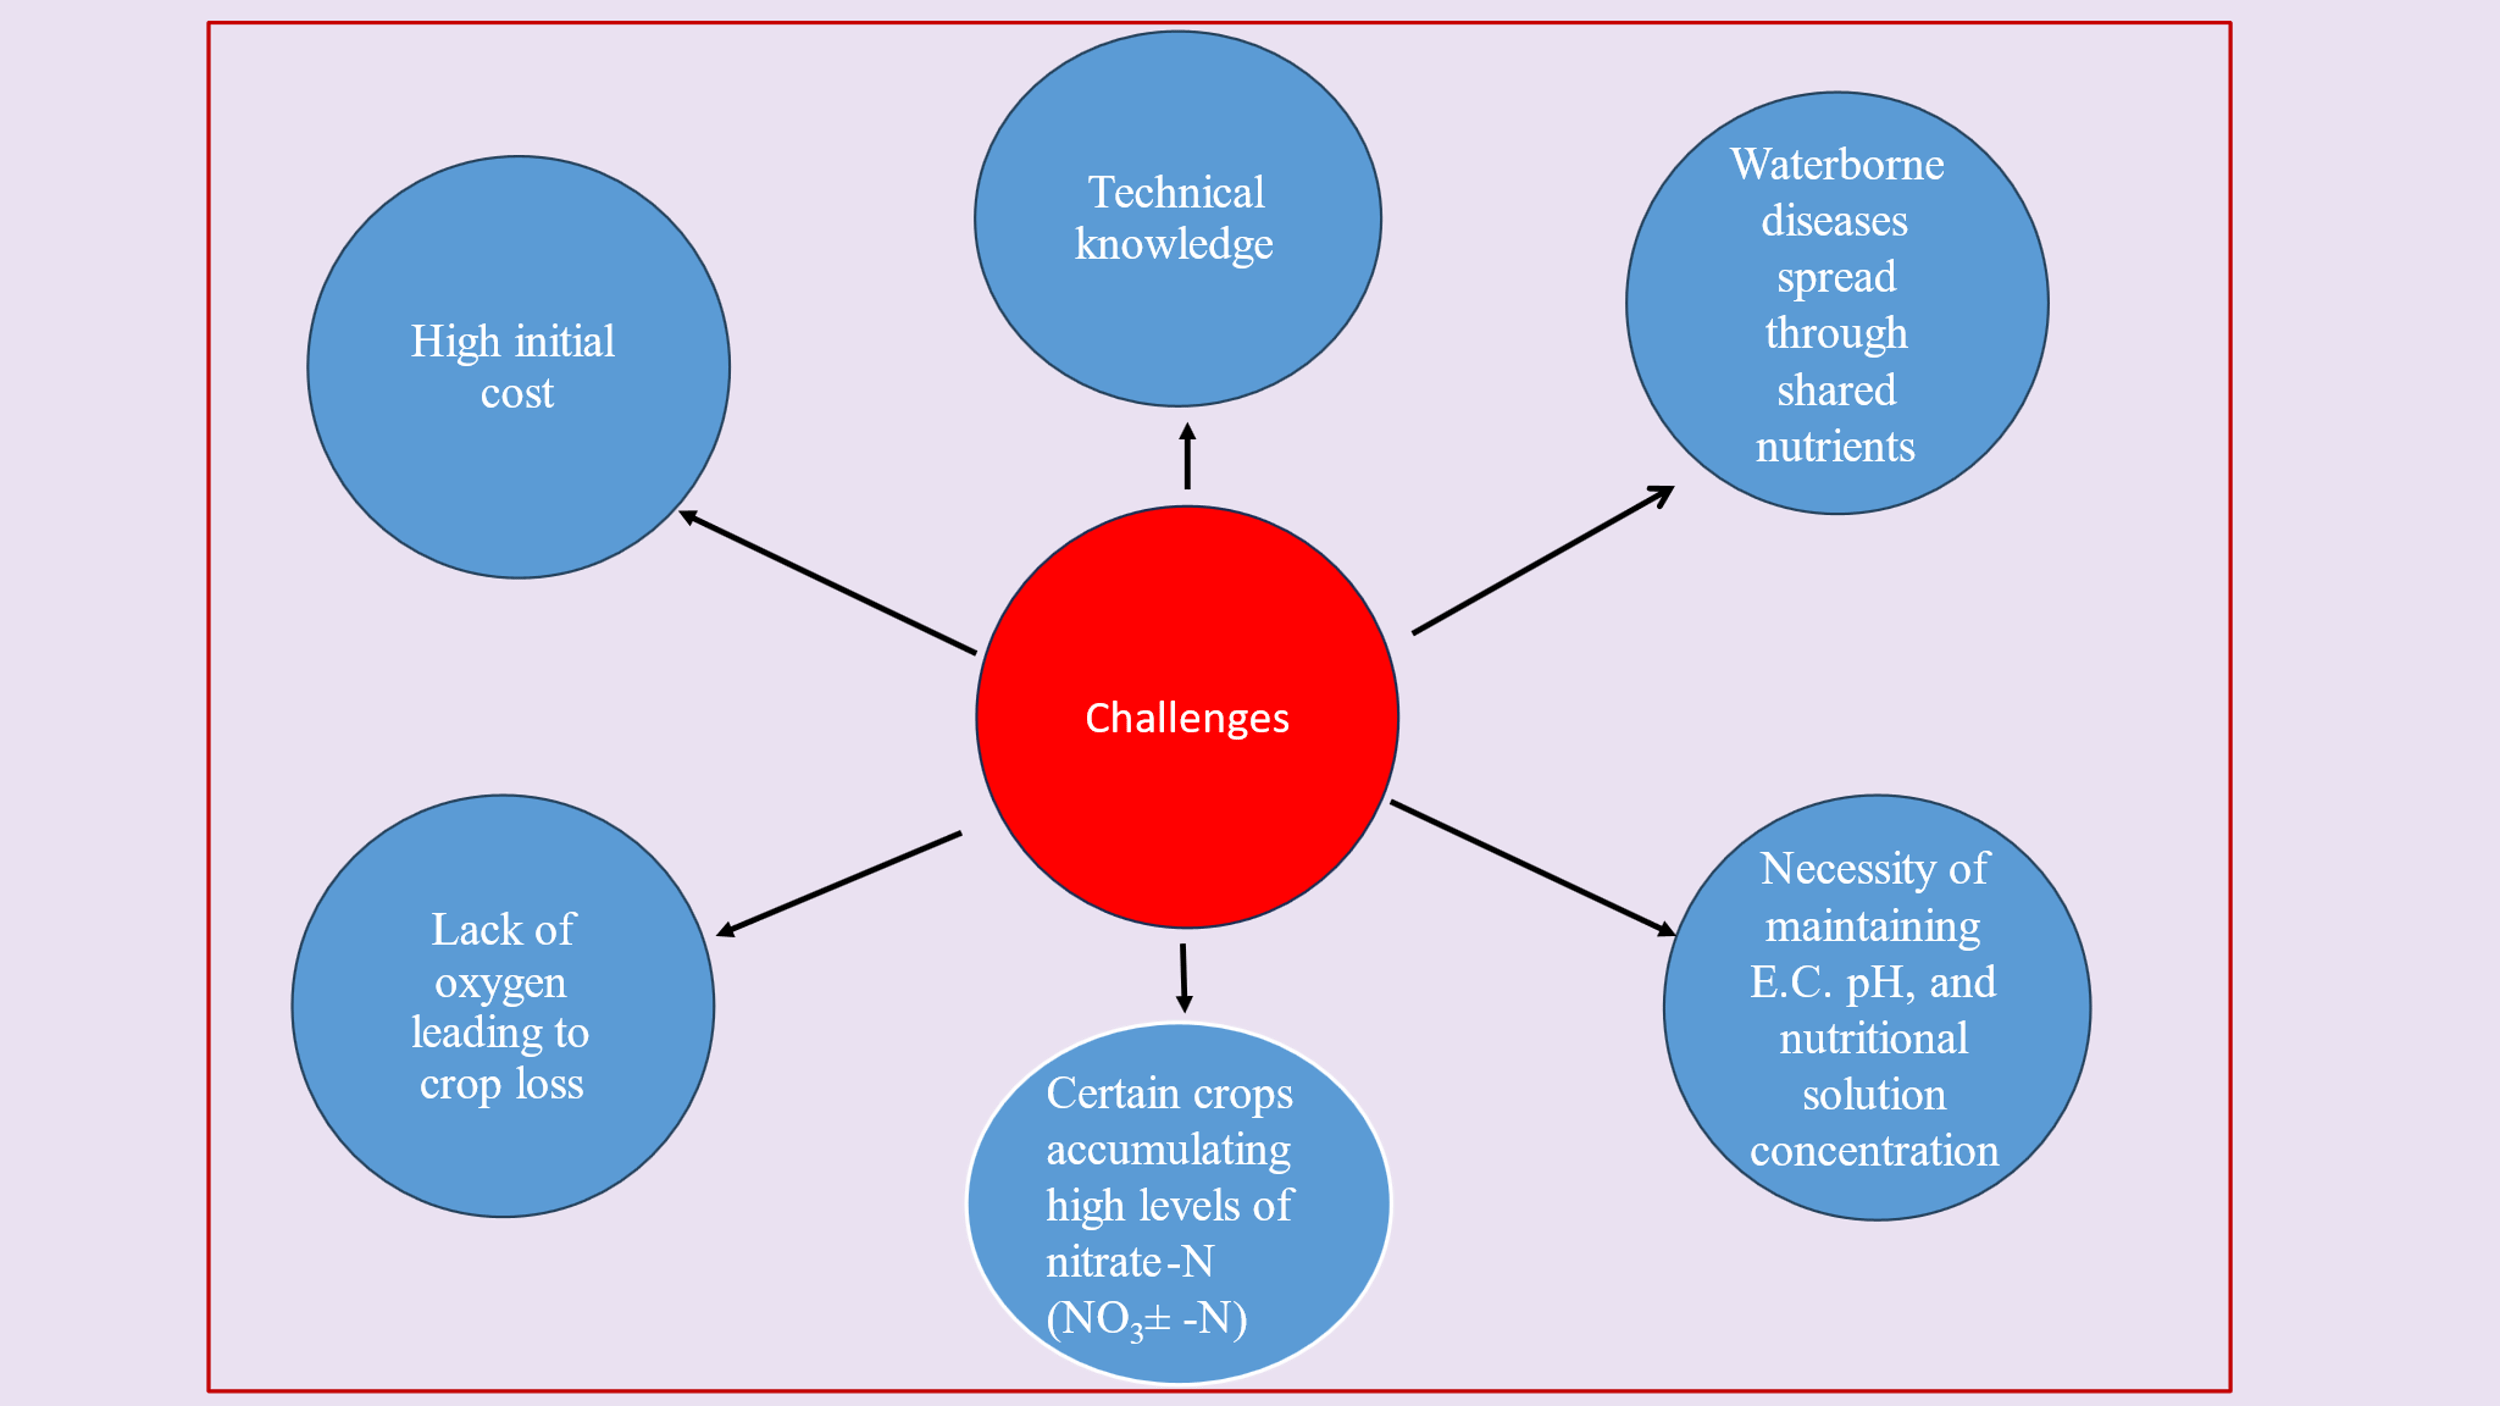 Technical
knowledge
Waterborne
diseases
spread
through
shared
nutrients
High initial
cost
Challenges
Lack of
oxygen
leading to
crop loss
Necessity of
maintaining
E.C. pH, and
nutritional
solution
concentration
Certain crops
accumulating
high levels of
nitrate-N
(NO₃± -N)